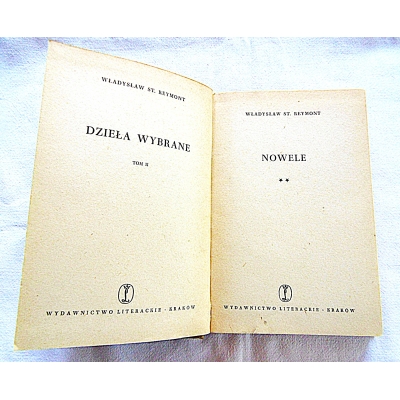 WŁADYSŁAW ST. REYMONT
DZIEŁA WYBRANE
TOM II
WYDAWNICTWO LITERACKIE · KRAKÓW
WŁADYSŁAW ST. REYMONT
NOWELE
**
WYDAWNICTWO LITERACKIE · KRAKÓW